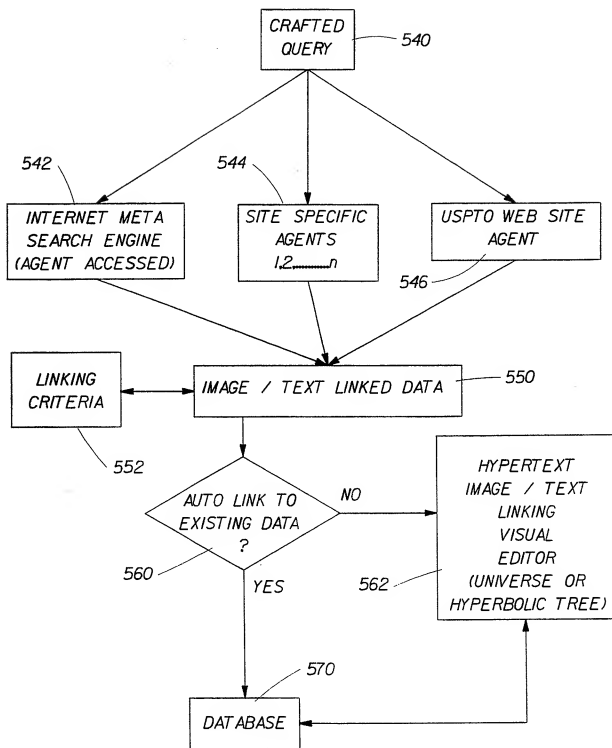 CRAFTED
QUERY
540
542
INTERNET META
SEARCH ENGINE
(AGENT ACCESSED)
544
SITE SPECIFIC
AGENTS
1,2,.........n
USPTO WEB SITE
AGENT
546
LINKING
CRITERIA
552
IMAGE / TEXT LINKED DATA
550
AUTO LINK TO
EXISTING DATA
?
560
NO
YES
HYPERTEXT
IMAGE / TEXT
LINKING
VISUAL
EDITOR
(UNIVERSE OR
HYPERBOLIC TREE)
562
570
DATABASE